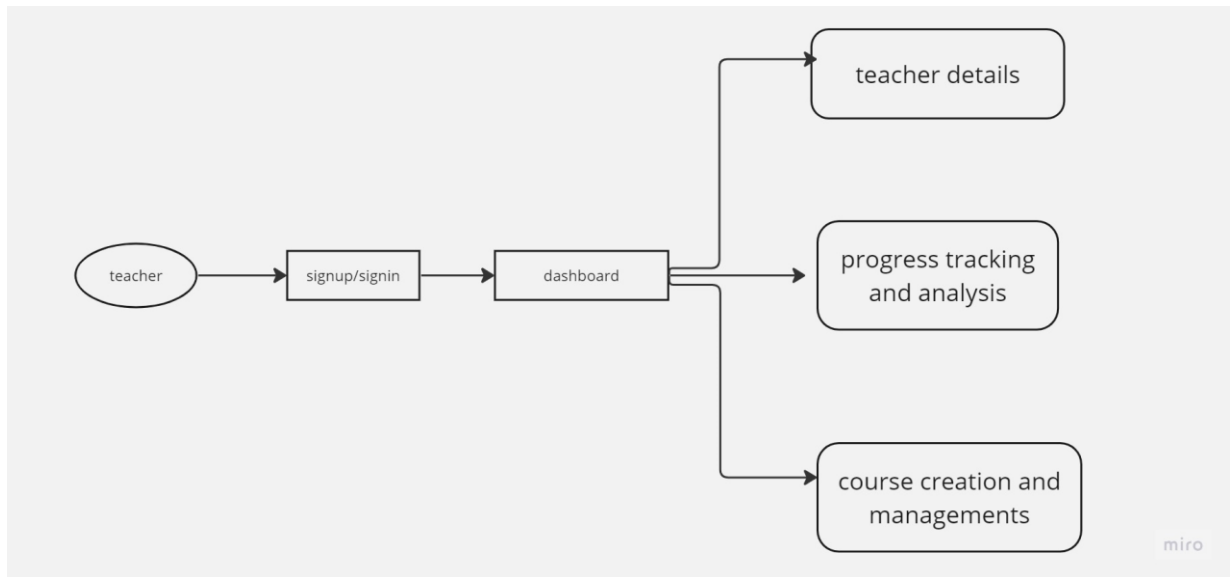 teacher details
teacher
signup/signin
dashboard
progress tracking
and analysis
course creation and
managements
miro